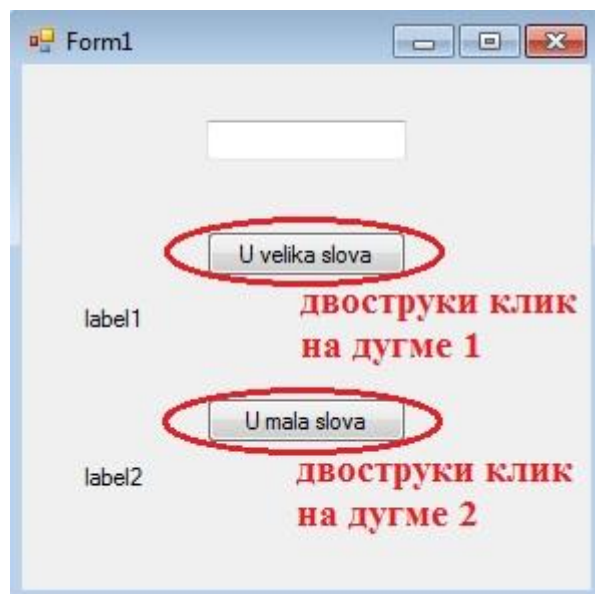 Form1
U velika slova
label1
двоструки клик
на дугме 1
U mala slova
label2
двоструки клик
на дугме 2